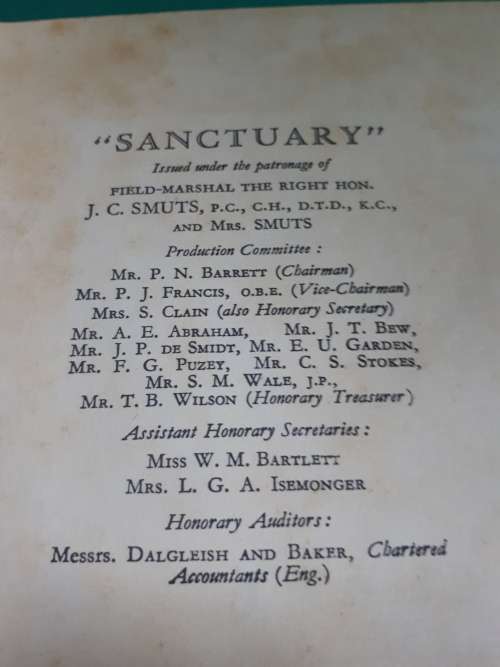 “SANCTUARY”
Issued under the patronage of
FIELD-MARSHAL THE RIGHT HON.
J. C. SMUTS, P.C., C.H., D.T.D., K.C.,
AND MRS. SMUTS
Production Committee :
MR. P. N. BARRETT (Chairman)
MR. P. J. FRANCIS, O.B.E. (Vice-Chairman)
MRS. S. CLAIN (also Honorary Secretary)
MR. A. E. ABRAHAM, MR. J. T. BEW,
MR. J. P. DE SMIDT, MR. E. U. GARDEN,
MR. F. G. PUZEY, MR. C. S. STOKES,
MR. S. M. WALE, J.P.,
MR. T. B. WILSON (Honorary Treasurer)
Assistant Honorary Secretaries :
MISS W. M. BARTLETT
MRS. L. G. A. ISEMONGER
Honorary Auditors :
Messrs. DALGLEISH AND BAKER, Chartered
Accountants (Eng.)